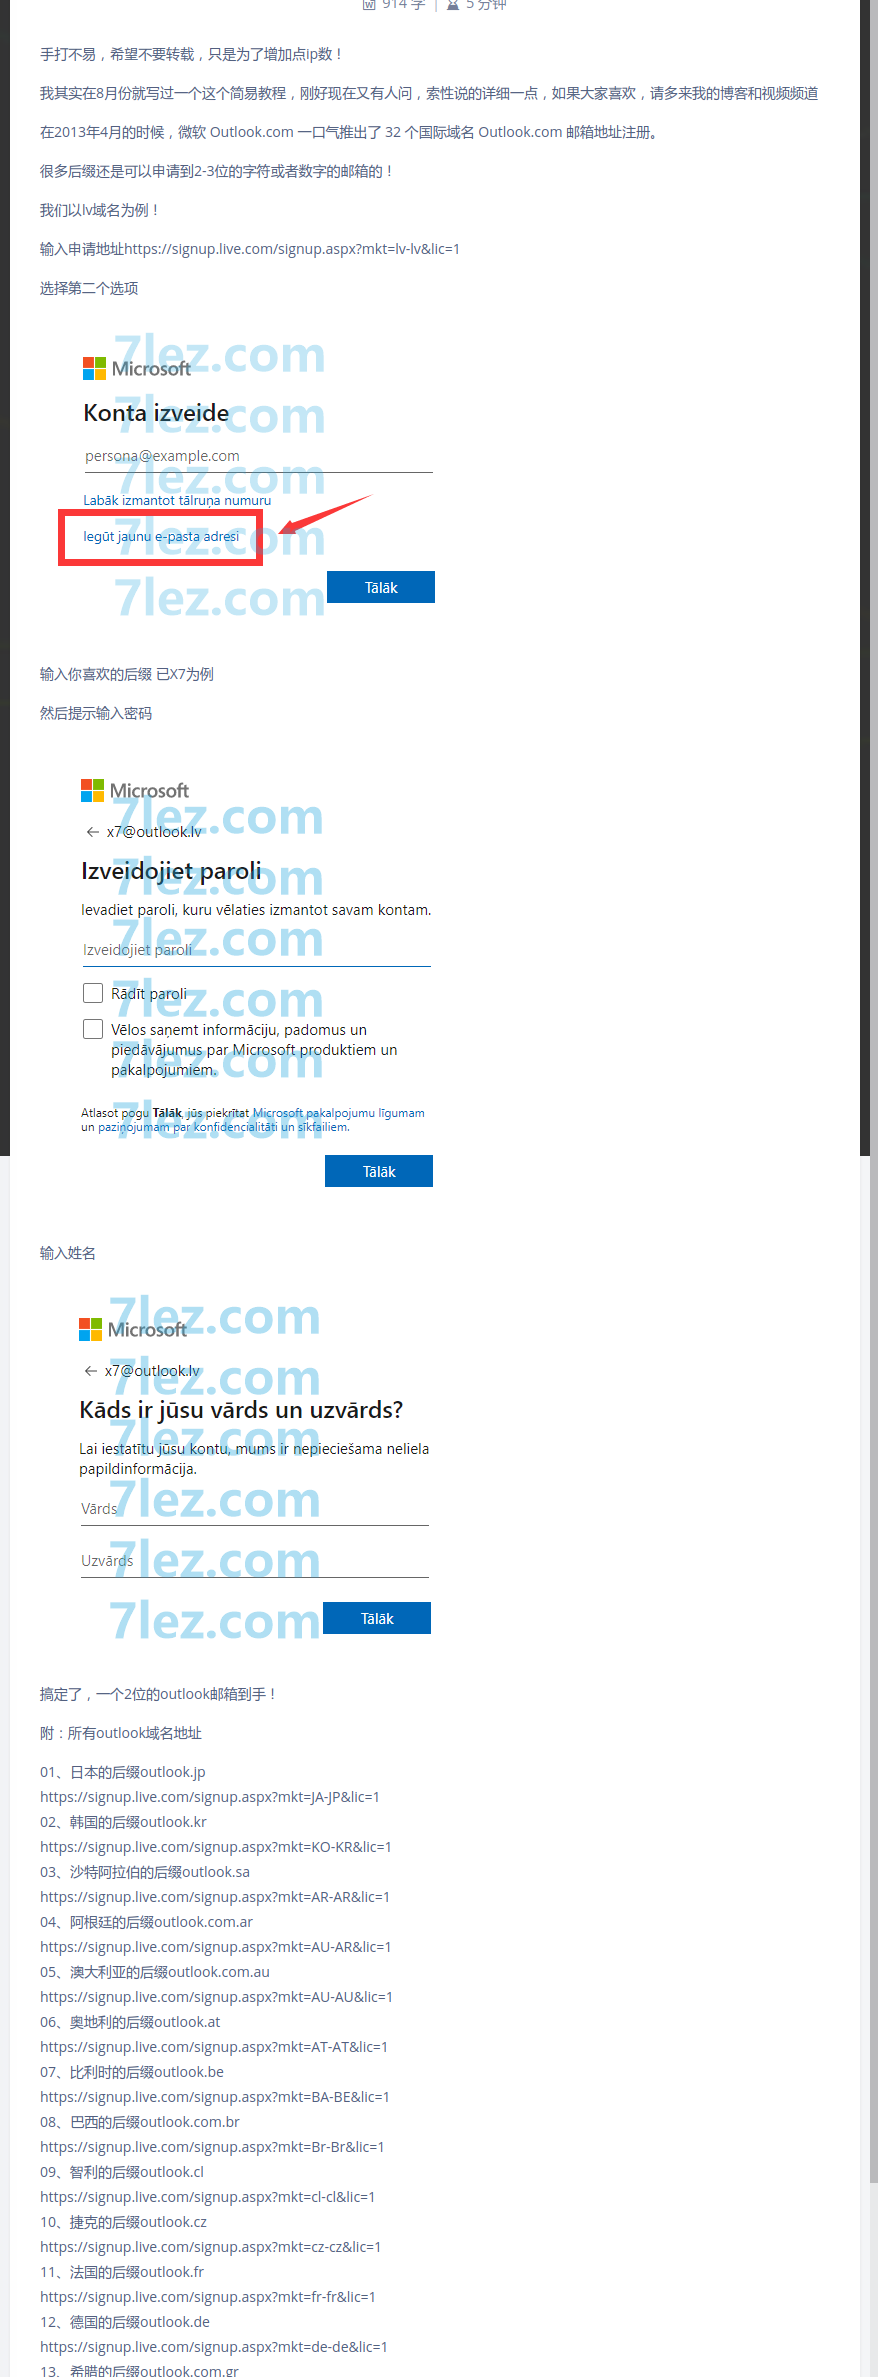 914 字 | 5 分钟
手打不易，希望不要转载，只是为了增加点ip数！
我其实在8月份就写过一个这个简易教程，刚好现在又有人问，索性说的详细一点，如果大家喜欢，请多来我的博客和视频频道
在2013年4月的时候，微软 Outlook.com 一口气推出了 32 个国际域名 Outlook.com 邮箱地址注册。
很多后缀还是可以申请到2-3位的字符或者数字的邮箱的！
我们以lv域名为例！
输入申请地址https://signup.live.com/signup.aspx?mkt=lv-lv&lic=1
选择第二个选项
7lez.com
Microsoft
7lez.com
Konta izveide
persona@example.com
7lez.com
Labāk izmantot tālruņa numuru
Iegūt jaunu e-pasta adresi
7lez.com
Tālāk
7lez.com
输入你喜欢的后缀 已X7为例
然后提示输入密码
Microsoft
7lez.com
x7@outlook.lv
Izveidojiet paroli
7lez.com
Ievadiet paroli, kuru vēlaties izmantot savam kontam.
7lez.com
Izveidojiet paroli
Rādīt paroli
7lez.com
Vēlos saņemt informāciju, padomus un
piedāvājumus par Microsoft produktiem un
7lez.com
pakalpojumiem.
Atlasot pogu Tālāk, jūs piekrītat Microsoft pakalpojumu līgumam
7lez.com
un paziņojumam par konfidencialitāti un sīkfailiem.
Tālāk
输入姓名
7lez.com
Microsoft
7lez.com
x7@outlook.lv
Kāds ir jūsu vārds un uzvārds?
7lez.com
Lai iestatītu jūsu kontu, mums ir nepieciešama neliela
papildinformācija.
7lez.com
Vārds
7lez.com
Uzvārds
7lez.com
Tālāk
搞定了，一个2位的outlook邮箱到手！
附：所有outlook域名地址
01、日本的后缀outlook.jp
https://signup.live.com/signup.aspx?mkt=JA-JP&lic=1
02、韩国的后缀outlook.kr
https://signup.live.com/signup.aspx?mkt=KO-KR&lic=1
03、沙特阿拉伯的后缀outlook.sa
https://signup.live.com/signup.aspx?mkt=AR-AR&lic=1
04、阿根廷的后缀outlook.com.ar
https://signup.live.com/signup.aspx?mkt=AU-AR&lic=1
05、澳大利亚的后缀outlook.com.au
https://signup.live.com/signup.aspx?mkt=AU-AU&lic=1
06、奥地利的后缀outlook.at
https://signup.live.com/signup.aspx?mkt=AT-AT&lic=1
07、比利时的后缀outlook.be
https://signup.live.com/signup.aspx?mkt=BA-BE&lic=1
08、巴西的后缀outlook.com.br
https://signup.live.com/signup.aspx?mkt=Br-Br&lic=1
09、智利的后缀outlook.cl
https://signup.live.com/signup.aspx?mkt=cl-cl&lic=1
10、捷克的后缀outlook.cz
https://signup.live.com/signup.aspx?mkt=cz-cz&lic=1
11、法国的后缀outlook.fr
https://signup.live.com/signup.aspx?mkt=fr-fr&lic=1
12、德国的后缀outlook.de
https://signup.live.com/signup.aspx?mkt=de-de&lic=1
13、希腊的后缀outlook.com.gr